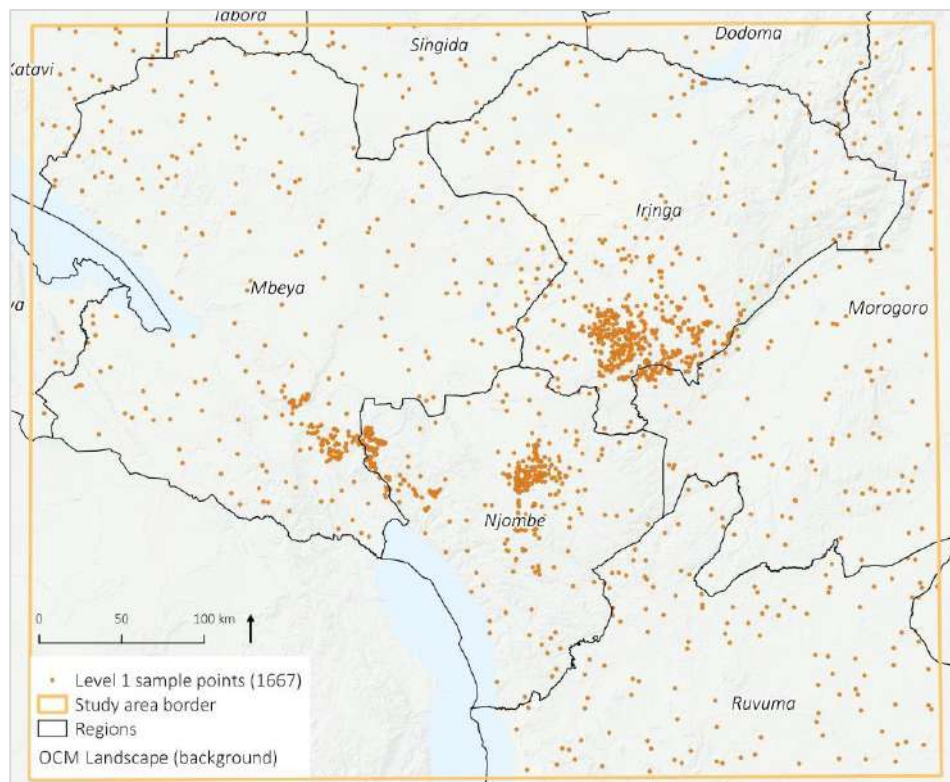 Tabora
Singida
Dodoma
Katavi
Iringa
Mbeya
Morogoro
Njombe
0 50 100 km
Level 1 sample points (1667)
Study area border
Regions
Ruvuma
OCM Landscape (background)